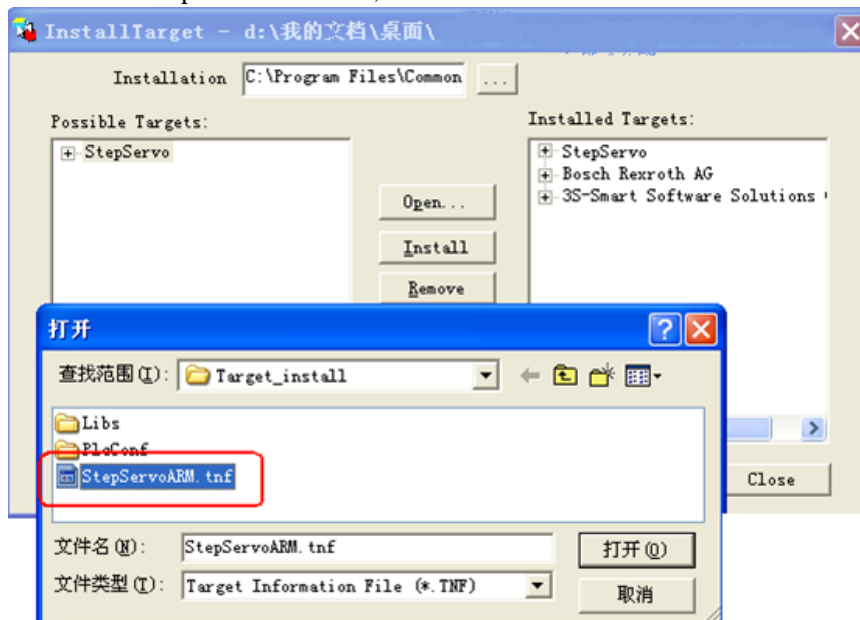 InstallTarget - d:\我的文档\桌面\
Installation C:\Program Files\Common ...
Possible Targets:
Installed Targets:
StepServo
StepServo
Bosch Rexroth AG
3S-Smart Software Solutions
Open...
Install
Remove
打开
查找范围(I): Target_install
Libs
PlcConf
StepServoARM.tnf
Close
文件名(N): StepServoARM.tnf
打开(O)
文件类型(T): Target Information File (*.TNF)
取消